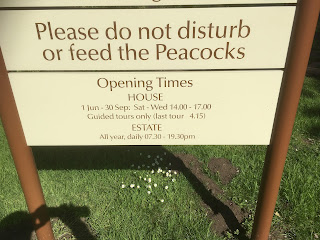 Please do not disturb
or feed the Peacocks
Opening Times
HOUSE
1 Jun - 30 Sep: Sat - Wed 14.00 - 17.00
Guided tours only (last tour 4.15)
ESTATE
All year, daily 07.30 - 19.30pm